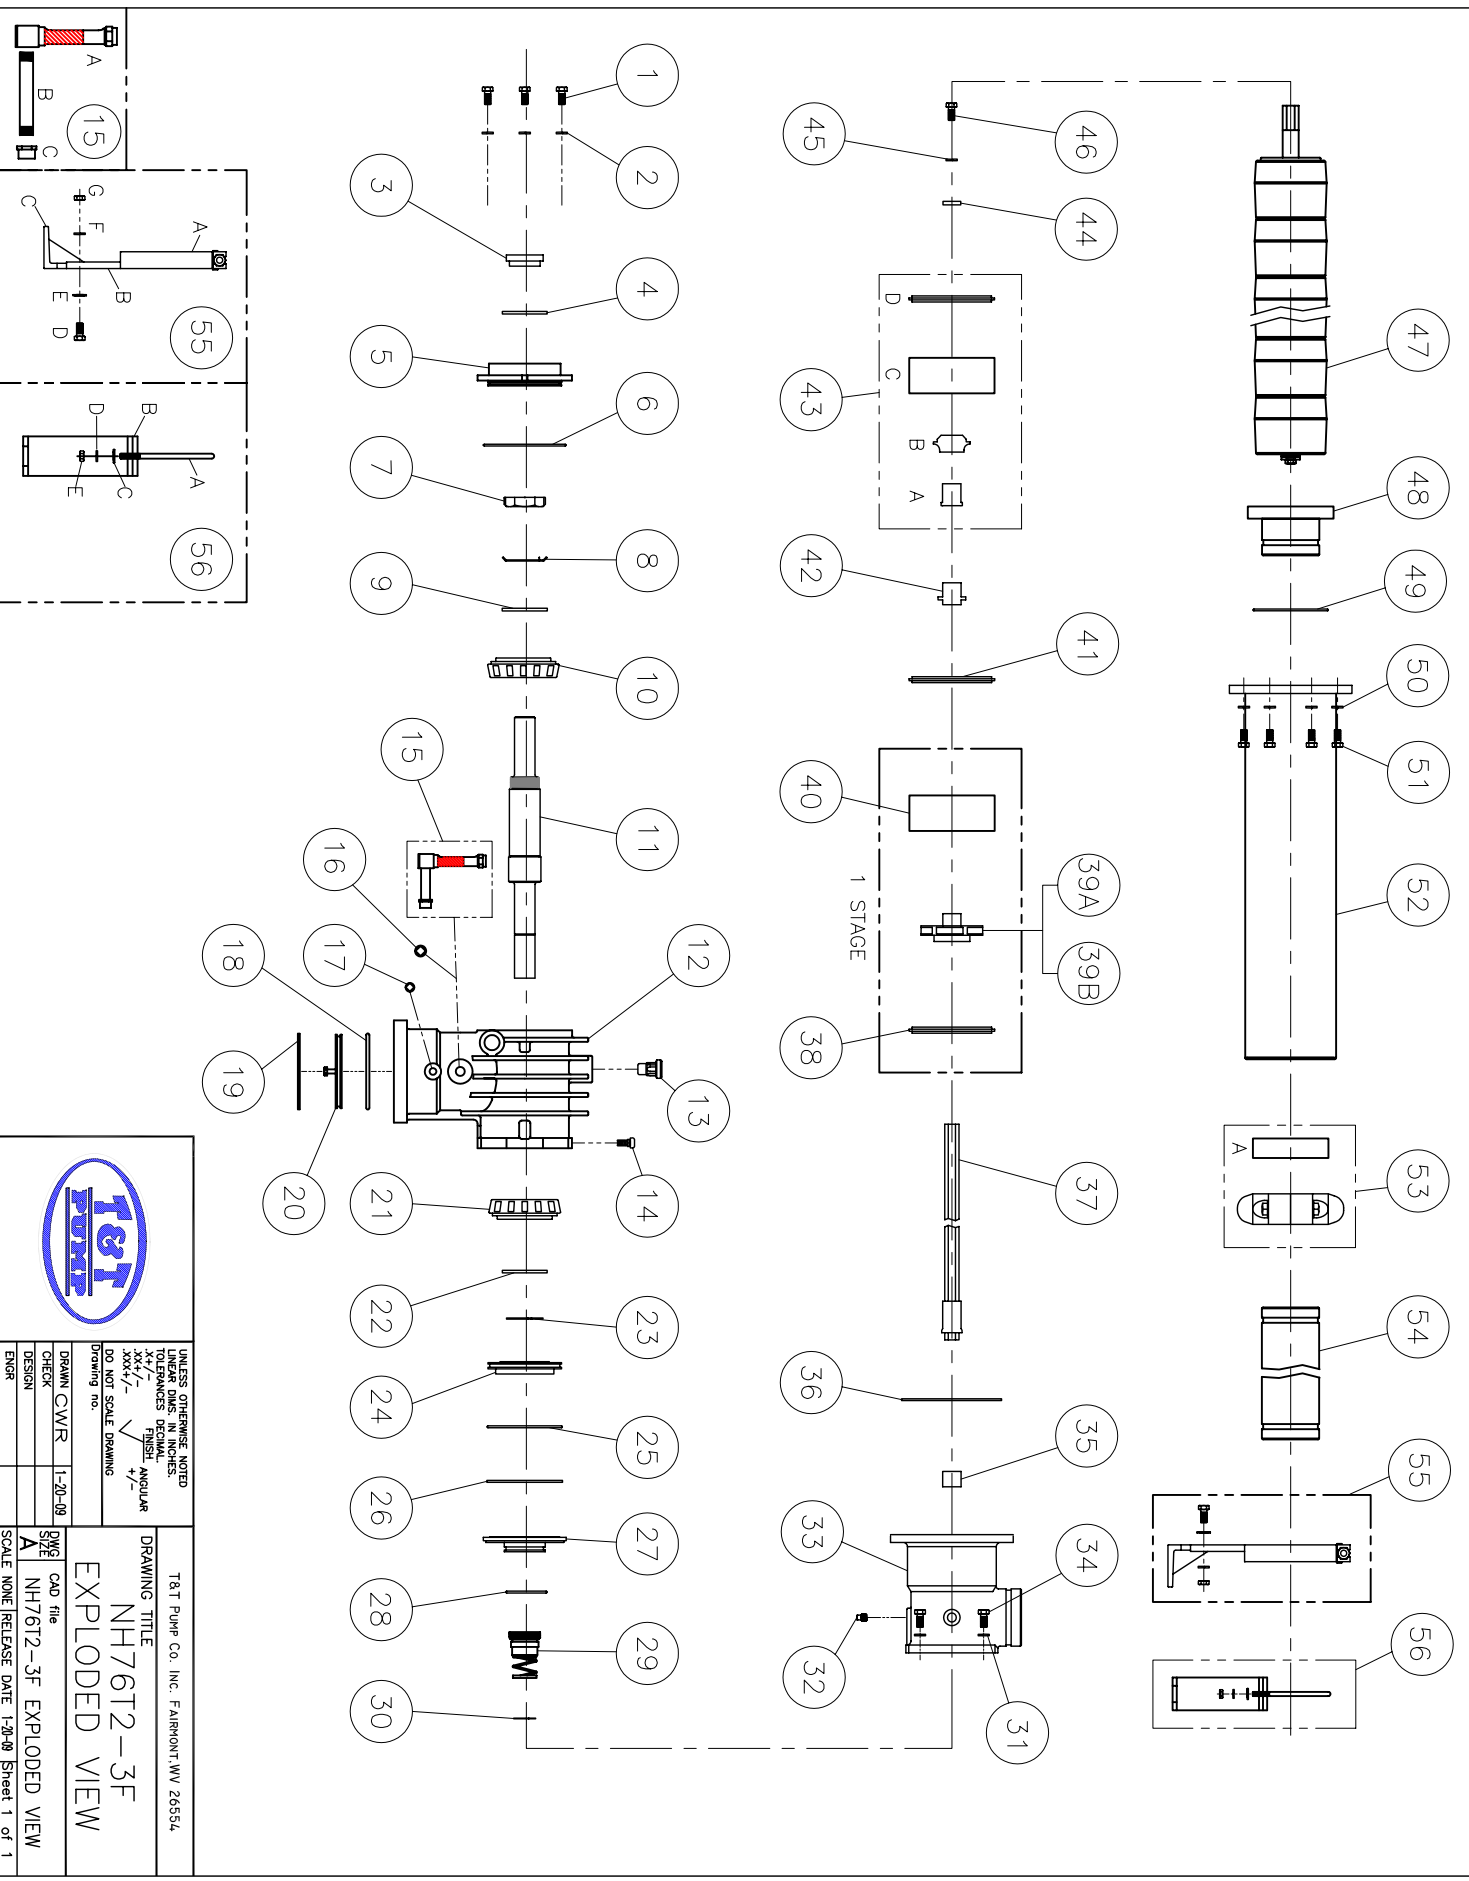 1
2
3
4
5
6
7
8
9
10
11
12
13
14
15
16
17
18
19
20
21
22
23
24
25
26
27
28
29
30
31
32
33
34
35
36
37
38
39A
39B
1 STAGE
40
41
42
43
A
B
C
D
44
45
46
47
48
49
50
51
52
53
A
54
55
56
15
A
B
C
55
A
B
C
D
E
F
G
56
A
B
C
D
E
T&T
PUMP
UNLESS OTHERWISE NOTED
LINEAR DIMS. IN INCHES.
TOLERANCES DECIMAL
.X+/-
.XX+/-
.XXX+/-
FINISH
ANGULAR
+/-
DO NOT SCALE DRAWING
Drawing no.
DRAWN CWR 1-20-09
CHECK
DESIGN
ENGR
T&T PUMP CO. INC. FAIRMONT,WV 26554
DRAWING TITLE
NH76T2-3F
EXPLODED VIEW
DWG SIZE
A
CAD file
NH76T2-3F EXPLODED VIEW
SCALE NONE RELEASE DATE 1-20-09 Sheet 1 of 1